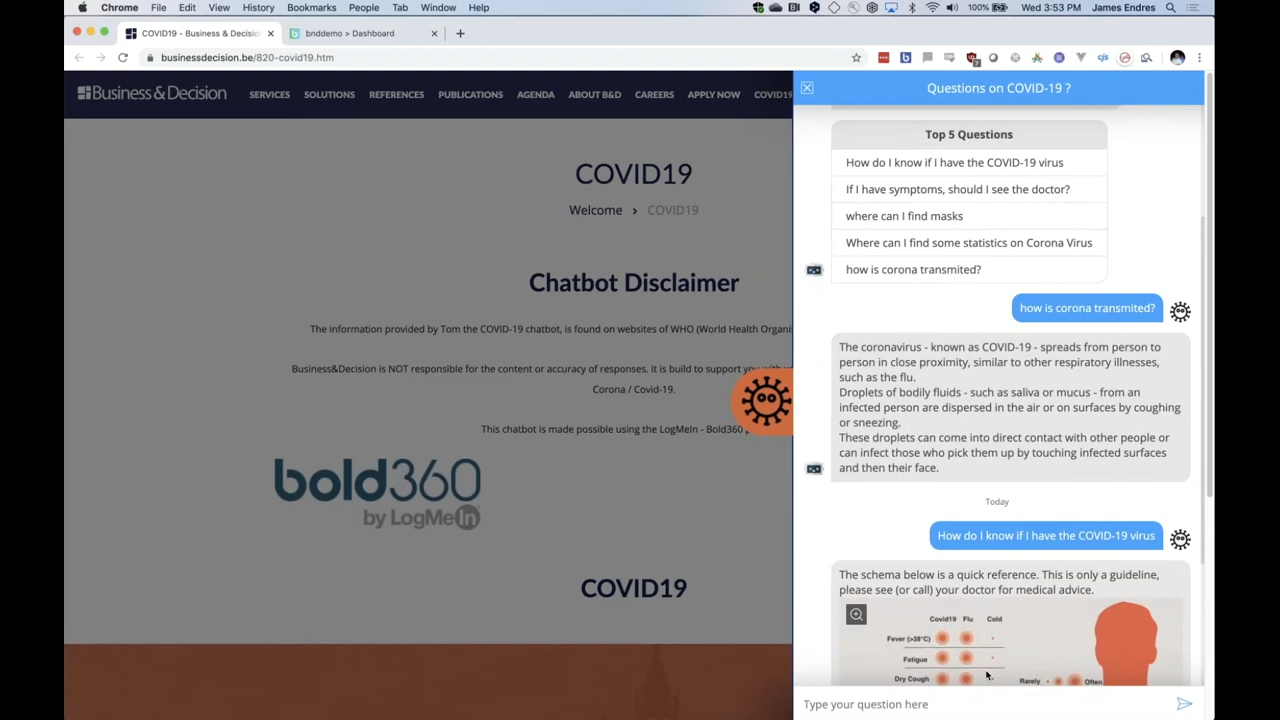 Chrome File Edit View History Bookmarks People Tab Window Help 100% Wed 3:53 PM James Endres
COVID19 - Business & Decision bnddemo > Dashboard
businessdecision.be/820-covid19.htm
Business & Decision SERVICES SOLUTIONS REFERENCES PUBLICATIONS AGENDA ABOUT B&D CAREERS APPLY NOW COVID19
COVID19
Welcome › COVID19
Chatbot Disclaimer
The information provided by Tom the COVID-19 chatbot, is found on websites of WHO (World Health Organis
Business&Decision is NOT responsible for the content or accuracy of responses. It is build to support you with
Corona / Covid-19.
This chatbot is made possible using the LogMeIn - Bold360
bold360
by LogMeIn
COVID19
Questions on COVID-19 ?
Top 5 Questions
How do I know if I have the COVID-19 virus
If I have symptoms, should I see the doctor?
where can I find masks
Where can I find some statistics on Corona Virus
how is corona transmited?
how is corona transmited?
The coronavirus - known as COVID-19 - spreads from person to
person in close proximity, similar to other respiratory illnesses,
such as the flu.
Droplets of bodily fluids - such as saliva or mucus - from an
infected person are dispersed in the air or on surfaces by coughing
or sneezing.
These droplets can come into direct contact with other people or
can infect those who pick them up by touching infected surfaces
and then their face.
Today
How do I know if I have the COVID-19 virus
The schema below is a quick reference. This is only a guideline,
please see (or call) your doctor for medical advice.
Covid19 Flu Cold
Fever (>38°C)
Fatigue
Dry Cough
Rarely Often
Type your question here